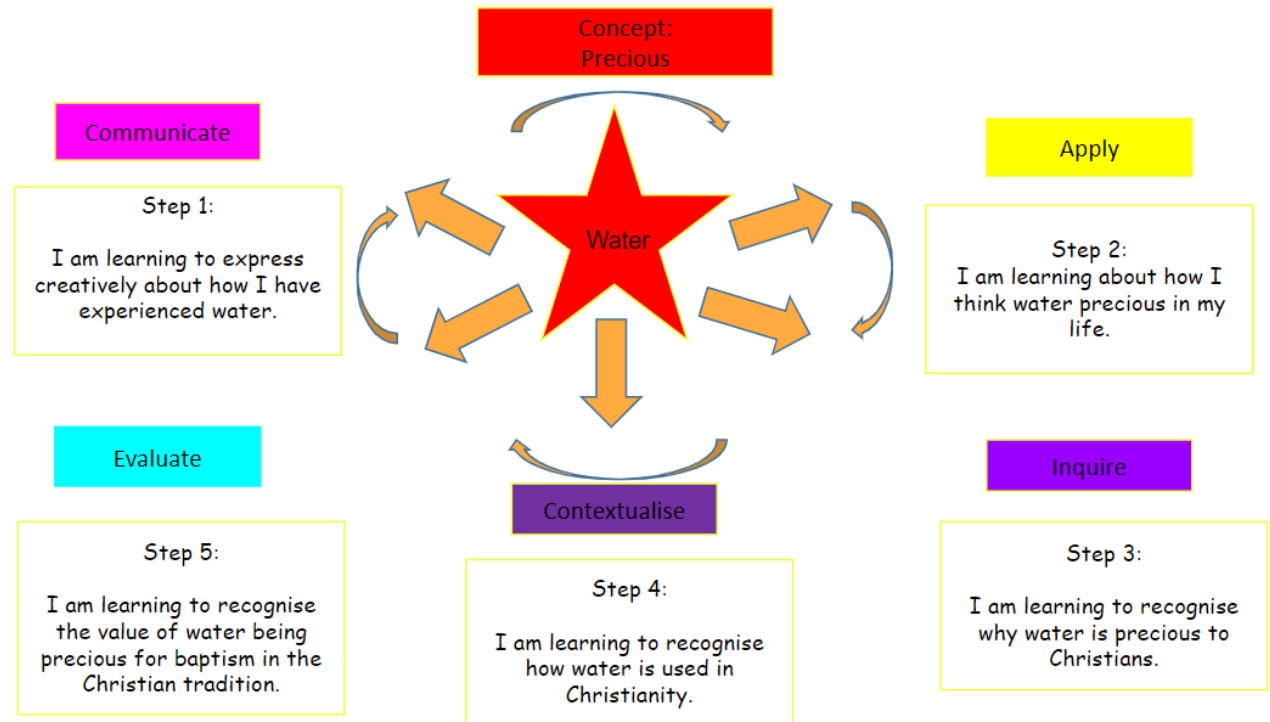 Concept:
Precious
Water
Communicate
Step 1:
I am learning to express
creatively about how I have
experienced water.
Apply
Step 2:
I am learning about how I
think water precious in my
life.
Inquire
Step 3:
I am learning to recognise
why water is precious to
Christians.
Contextualise
Step 4:
I am learning to recognise
how water is used in
Christianity.
Evaluate
Step 5:
I am learning to recognise
the value of water being
precious for baptism in the
Christian tradition.